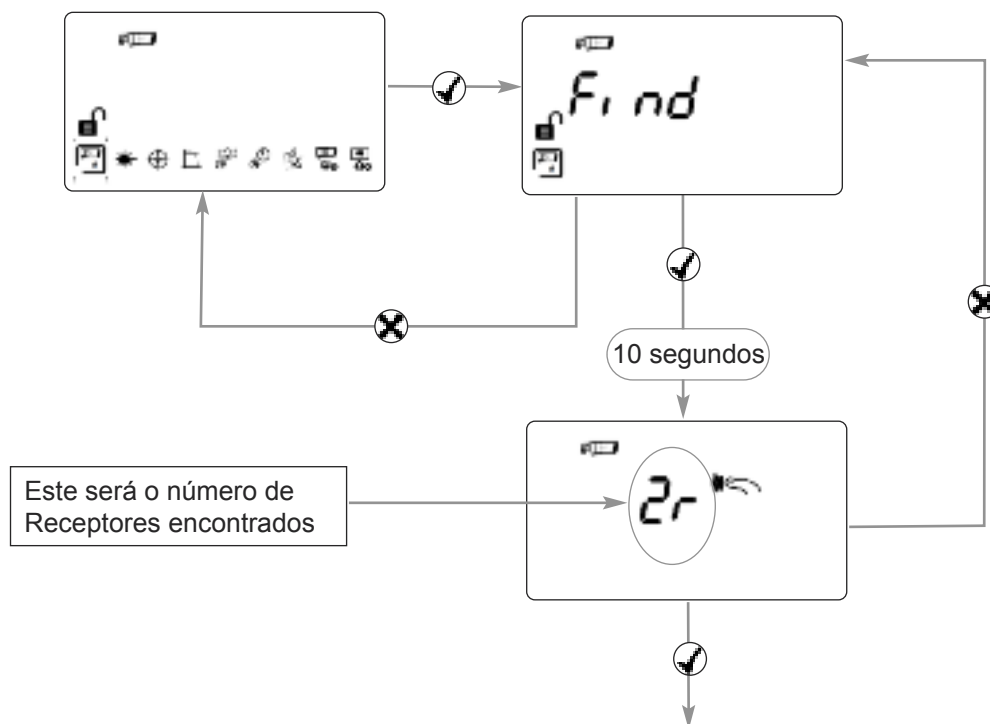 Find
10 segundos
Este será o número de
Receptores encontrados
2r